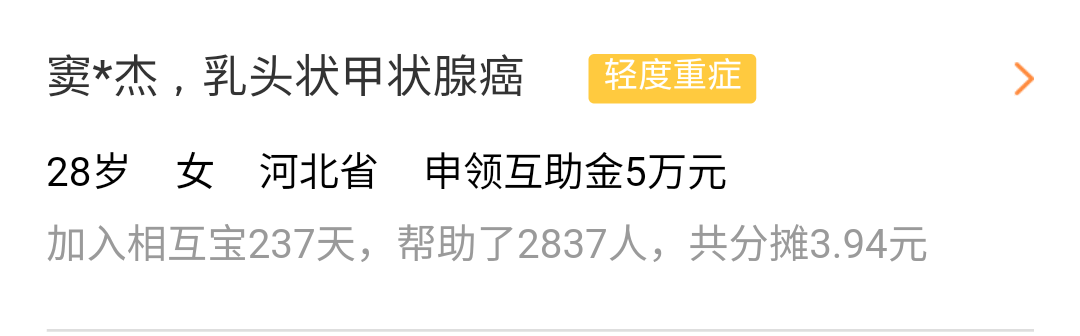 窦*杰，乳头状甲状腺癌 轻度重症
28岁 女 河北省 申领互助金5万元
加入相互宝237天，帮助了2837人，共分摊3.94元